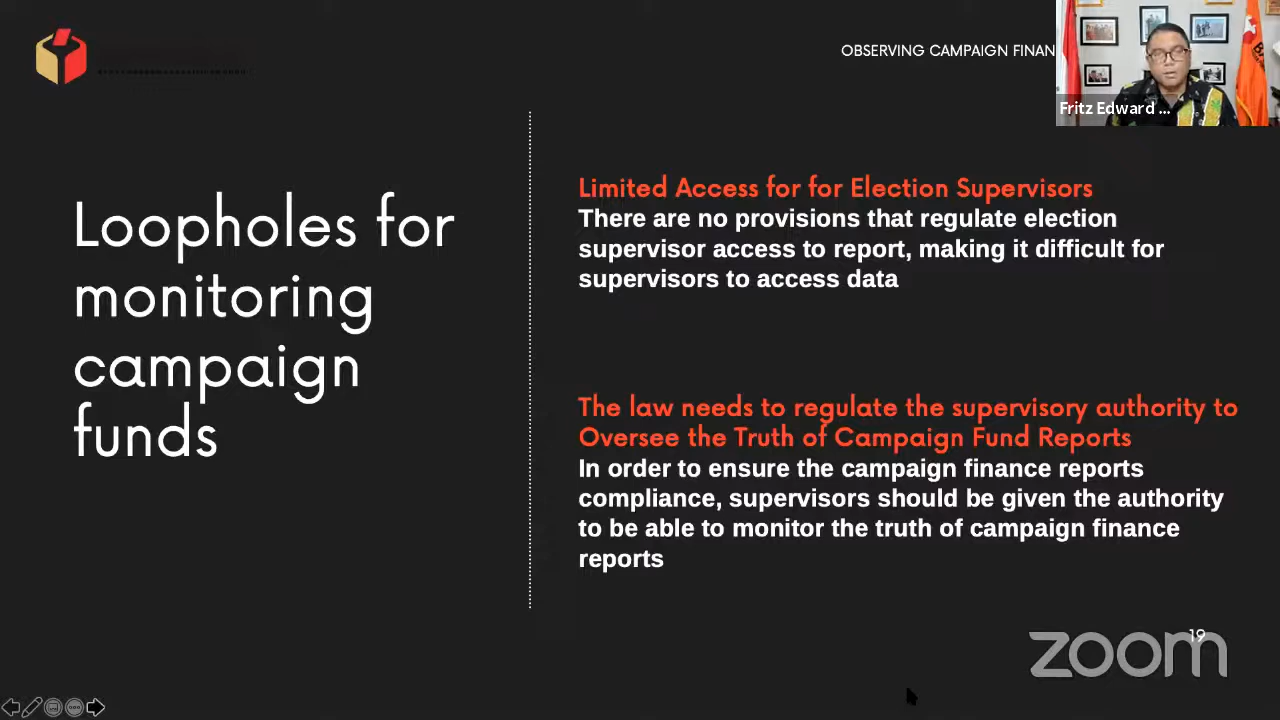 OBSERVING CAMPAIGN FINAN
Fritz Edward ...
Loopholes for
monitoring
campaign
funds
Limited Access for for Election Supervisors
There are no provisions that regulate election
supervisor access to report, making it difficult for
supervisors to access data
The law needs to regulate the supervisory authority to
Oversee the Truth of Campaign Fund Reports
In order to ensure the campaign finance reports
compliance, supervisors should be given the authority
to be able to monitor the truth of campaign finance
reports
19
zoom